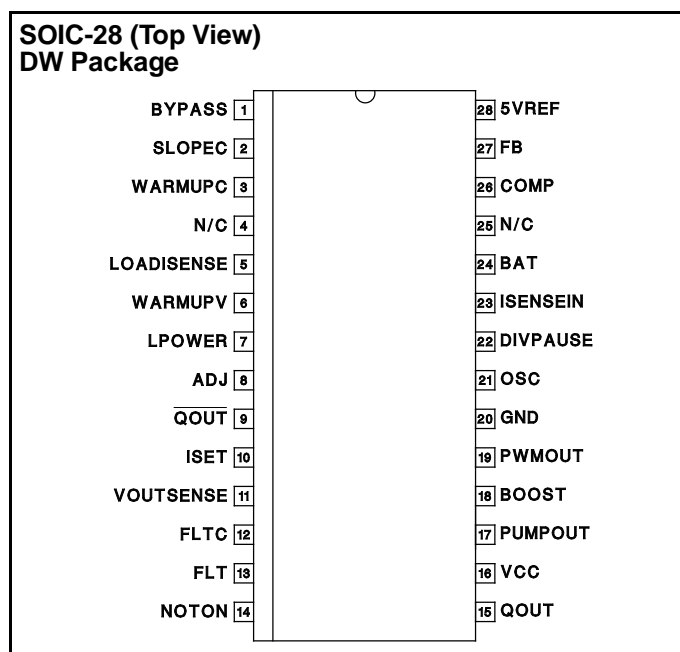 SOIC-28 (Top View)
DW Package
BYPASS 1
SLOPEC 2
WARMUPC 3
N/C 4
LOADISENSE 5
WARMUPV 6
LPOWER 7
ADJ 8
QOUT 9
ISET 10
VOUTSENSE 11
FLTC 12
FLT 13
NOTON 14
28 5VREF
27 FB
26 COMP
25 N/C
24 BAT
23 ISENSEIN
22 DIVPAUSE
21 OSC
20 GND
19 PWMOUT
18 BOOST
17 PUMPOUT
16 VCC
15 QOUT